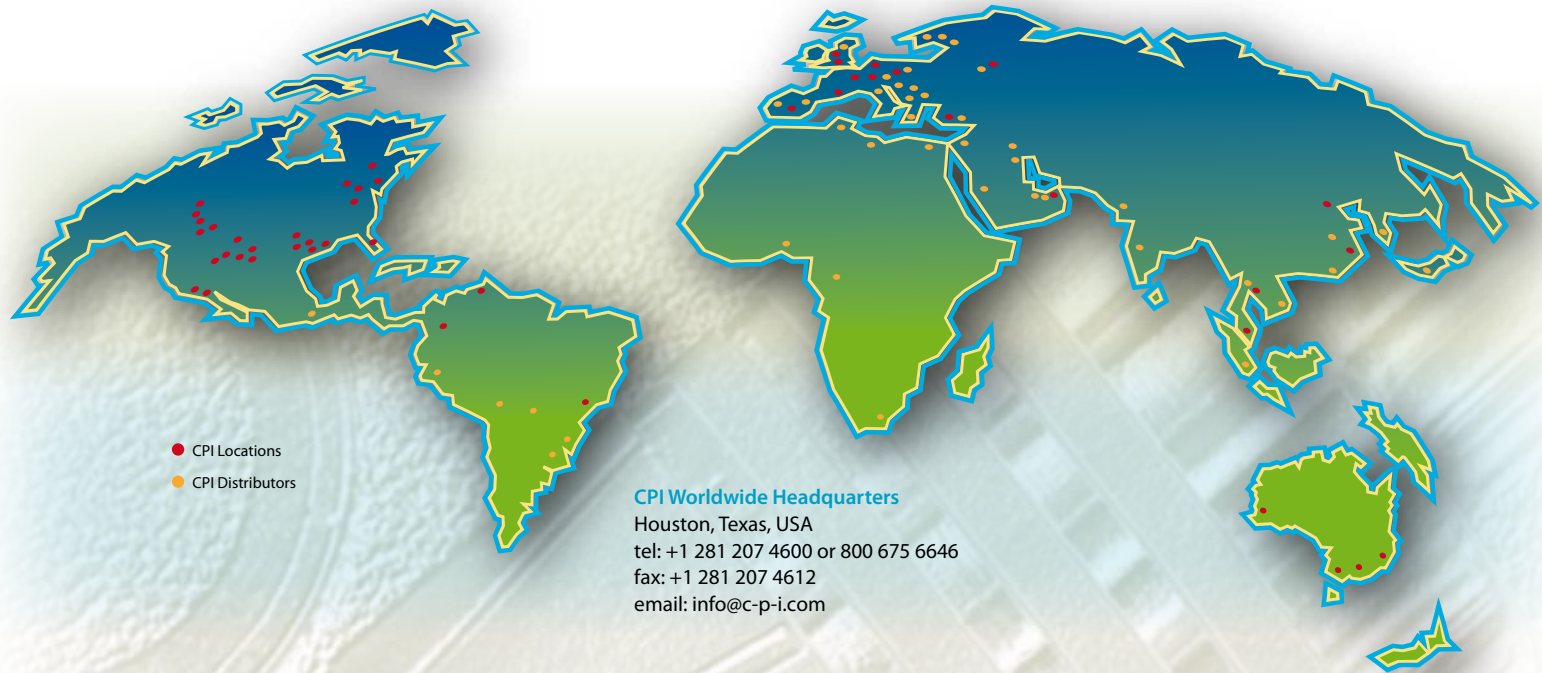 CPI Locations
CPI Distributors
CPI Worldwide Headquarters
Houston, Texas, USA
tel: +1 281 207 4600 or 800 675 6646
fax: +1 281 207 4612
email: info@c-p-i.com